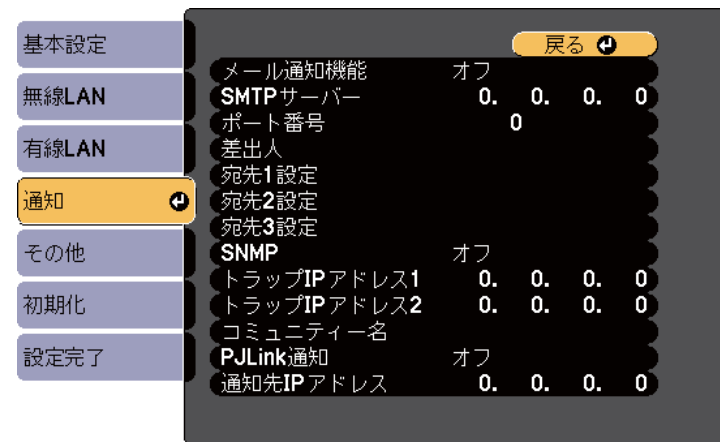 基本設定
無線LAN
有線LAN
通知
その他
初期化
設定完了
戻る
メール通知機能 オフ
SMTPサーバー 0. 0. 0. 0
ポート番号 0
差出人
宛先1設定
宛先2設定
宛先3設定
SNMP オフ
トラップIPアドレス1 0. 0. 0. 0
トラップIPアドレス2 0. 0. 0. 0
コミュニティー名
PJLink通知 オフ
通知先IPアドレス 0. 0. 0. 0